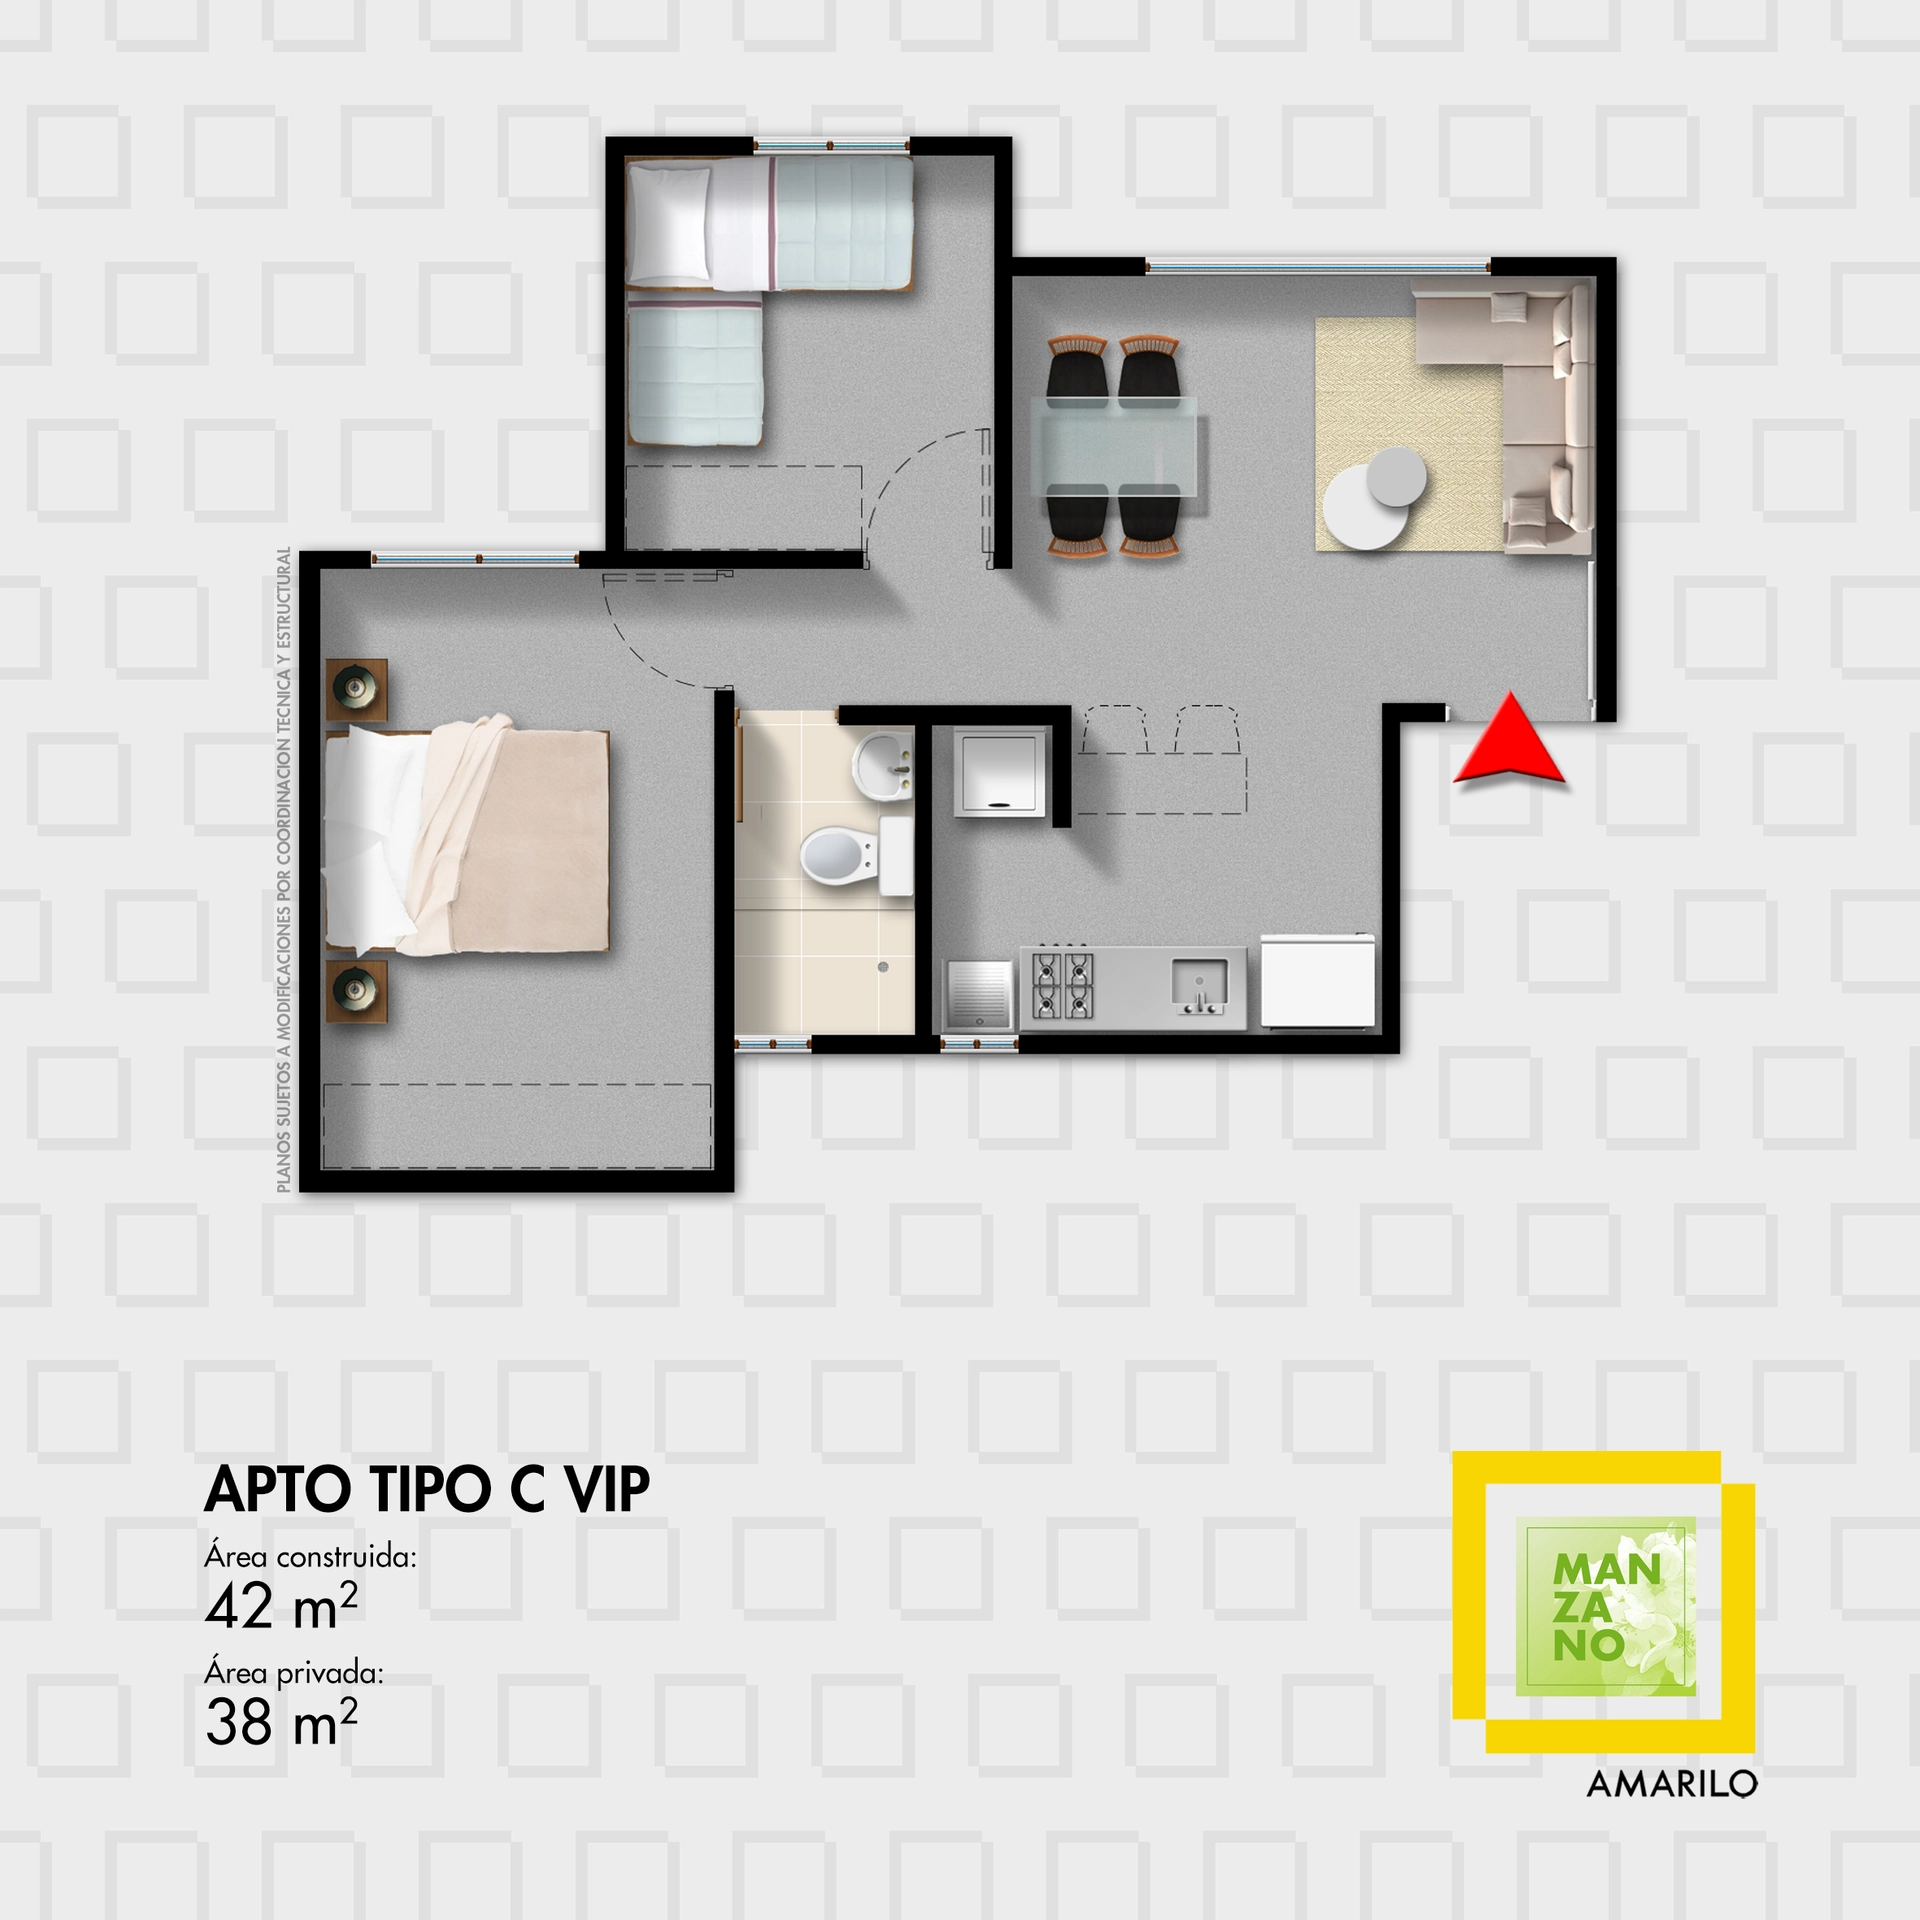 PLANOS SUJETOS A MODIFICACIONES POR COORDINACION TECNICA Y ESTRUCTURAL
APTO TIPO C VIP
Área construida:
42 m²
Área privada:
38 m²
MAN
ZA
NO
AMARILO